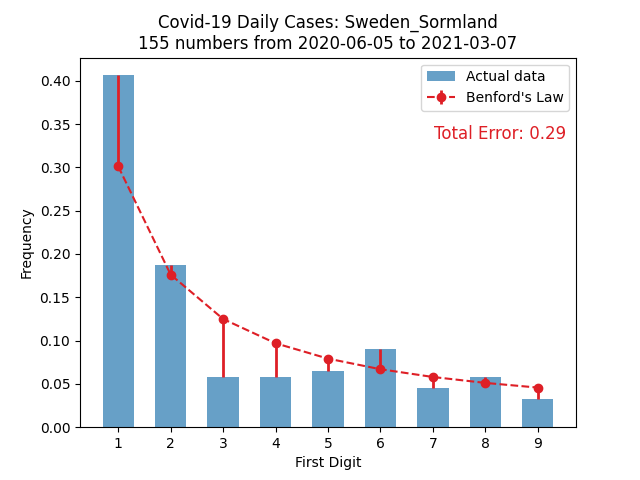 Covid-19 Daily Cases: Sweden_Sormland
155 numbers from 2020-06-05 to 2021-03-07
Actual data
Benford's Law
Total Error: 0.29
0.40
0.35
0.30
0.25
0.20
0.15
0.10
0.05
0.00
Frequency
1 2 3 4 5 6 7 8 9
First Digit